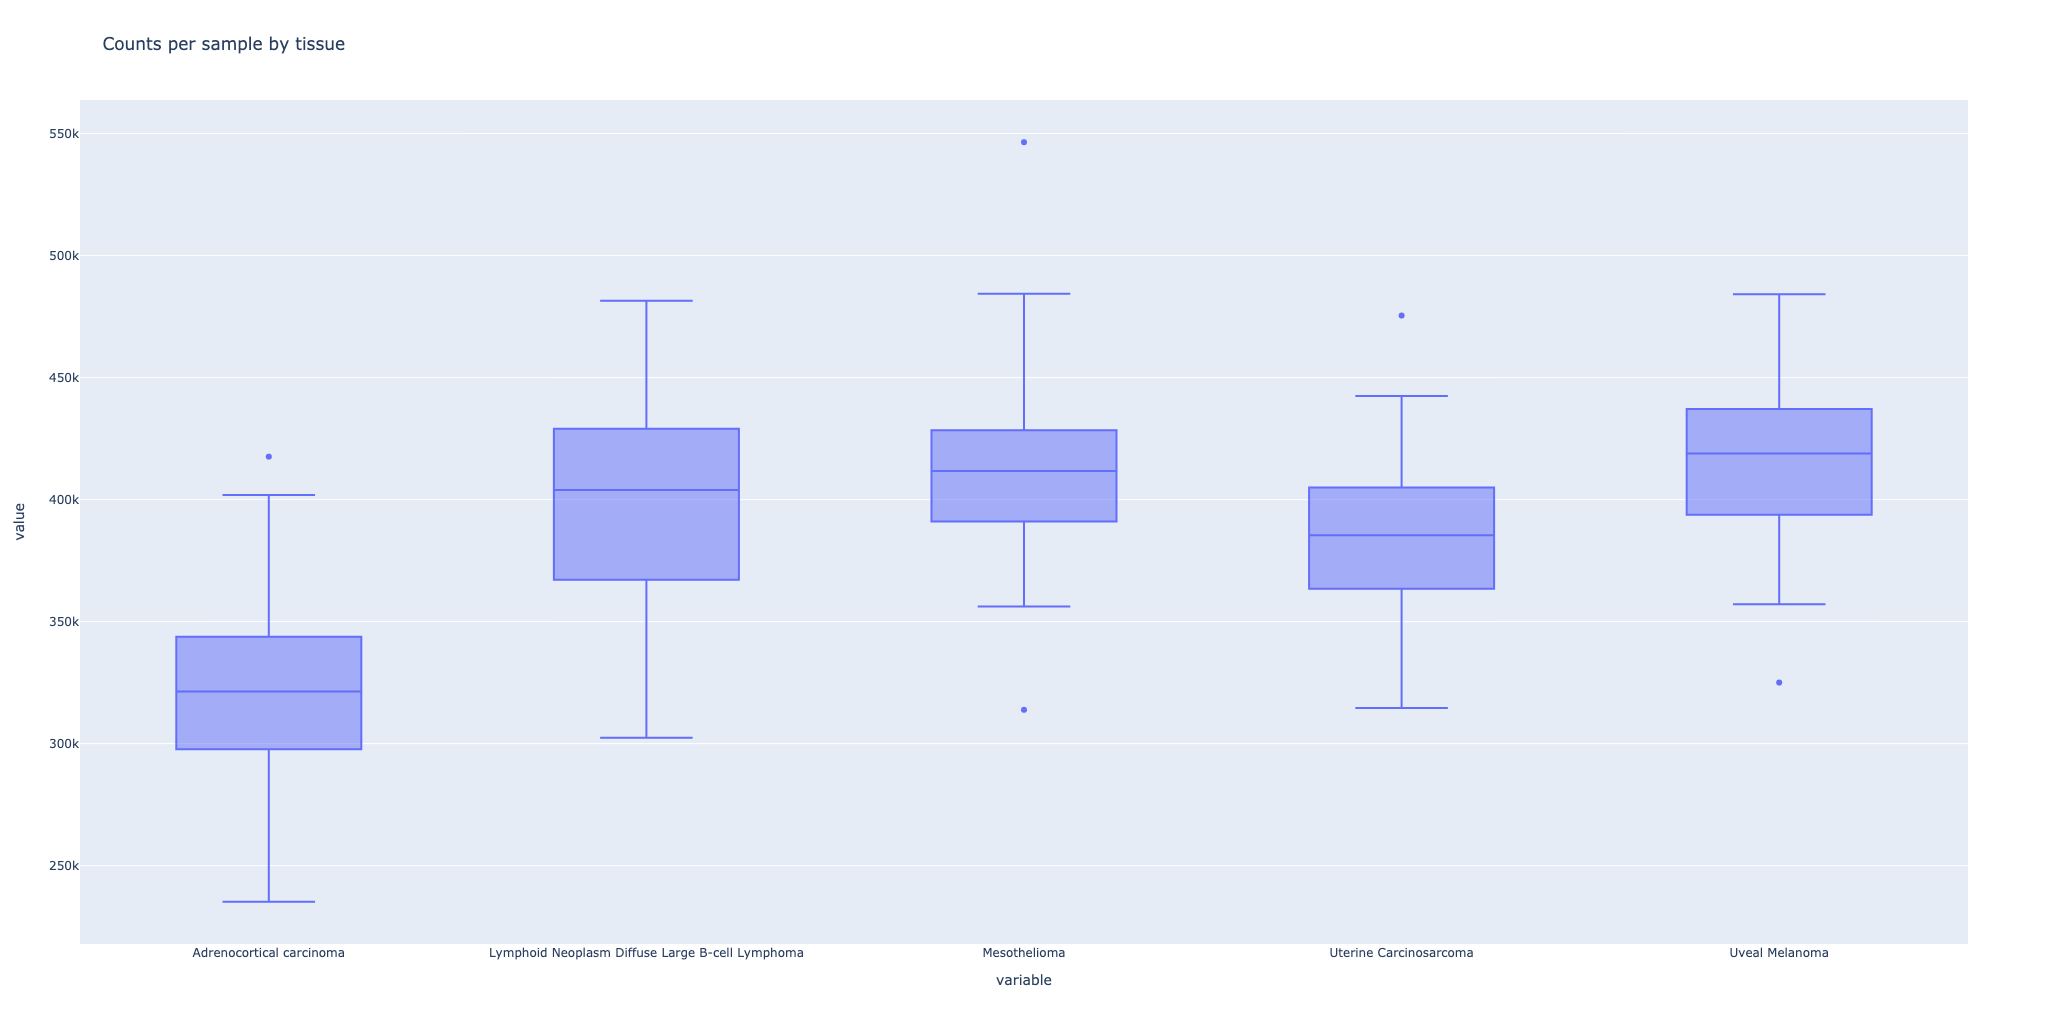 Counts per sample by tissue
550k
500k
450k
400k
350k
300k
250k
value
Adrenocortical carcinoma
Lymphoid Neoplasm Diffuse Large B-cell Lymphoma
Mesothelioma
Uterine Carcinosarcoma
Uveal Melanoma
variable